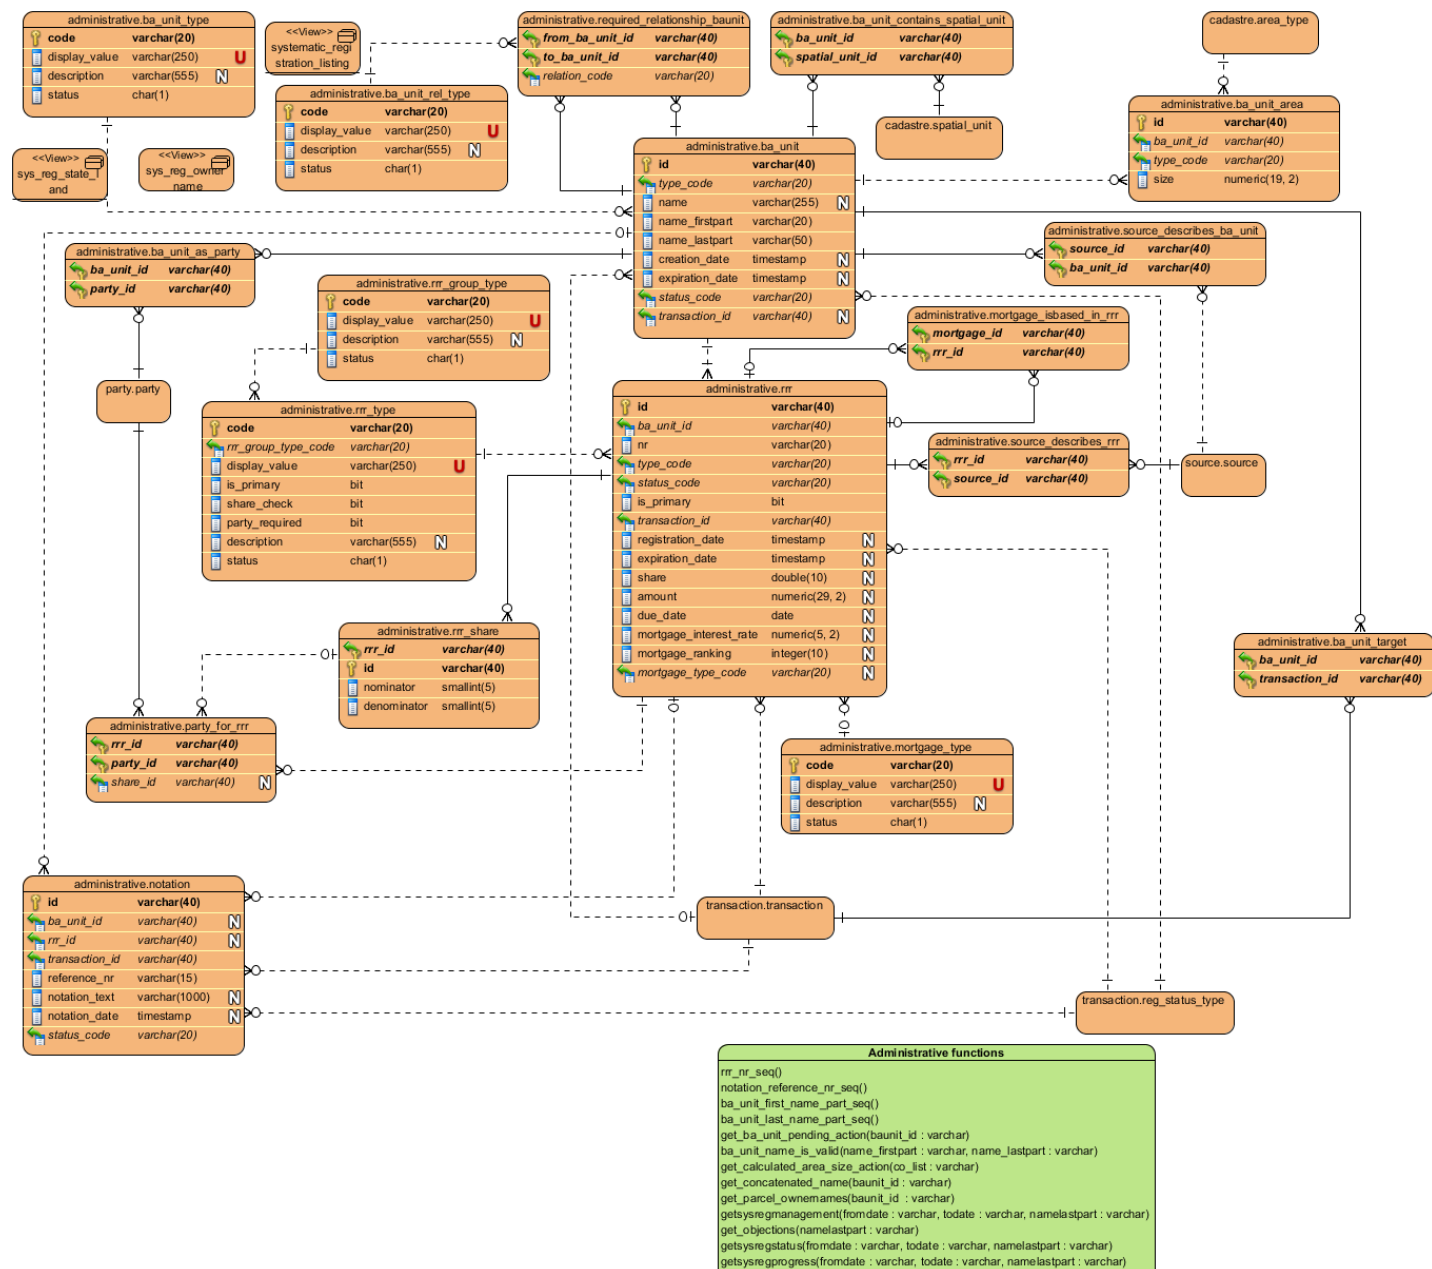 administrative.ba_unit_type
code varchar(20)
display_value varchar(250) U
description varchar(555) N
status char(1)
<<View>>
systematic_regi
stration_listing
administrative.required_relationship_baunit
from_ba_unit_id varchar(40)
to_ba_unit_id varchar(40)
relation_code varchar(20)
administrative.ba_unit_contains_spatial_unit
ba_unit_id varchar(40)
spatial_unit_id varchar(40)
cadastre.area_type
administrative.ba_unit_rel_type
code varchar(20)
display_value varchar(250) U
description varchar(555) N
status char(1)
cadastre.spatial_unit
administrative.ba_unit_area
id varchar(40)
ba_unit_id varchar(40)
type_code varchar(20)
size numeric(19, 2)
<<View>>
sys_reg_state_l
and
<<View>>
sys_reg_owner_
name
administrative.ba_unit
id varchar(40)
type_code varchar(20)
name varchar(255) N
name_firstpart varchar(20)
name_lastpart varchar(50)
creation_date timestamp N
expiration_date timestamp N
status_code varchar(20)
transaction_id varchar(40) N
administrative.ba_unit_as_party
ba_unit_id varchar(40)
party_id varchar(40)
administrative.source_describes_ba_unit
source_id varchar(40)
ba_unit_id varchar(40)
administrative.rrr_group_type
code varchar(20)
display_value varchar(250) U
description varchar(555) N
status char(1)
administrative.mortgage_isbased_in_rrr
mortgage_id varchar(40)
rrr_id varchar(40)
party.party
administrative.rrr_type
code varchar(20)
rrr_group_type_code varchar(20)
display_value varchar(250) U
is_primary bit
share_check bit
party_required bit
description varchar(555) N
status char(1)
administrative.rrr
id varchar(40)
ba_unit_id varchar(40)
nr varchar(20)
type_code varchar(20)
status_code varchar(20)
is_primary bit
transaction_id varchar(40)
registration_date timestamp N
expiration_date timestamp N
share double(10) N
amount numeric(29, 2) N
due_date date N
mortgage_interest_rate numeric(5, 2) N
mortgage_ranking integer(10) N
mortgage_type_code varchar(20) N
administrative.source_describes_rrr
rrr_id varchar(40)
source_id varchar(40)
source.source
administrative.rrr_share
rrr_id varchar(40)
id varchar(40)
nominator smallint(5)
denominator smallint(5)
administrative.ba_unit_target
ba_unit_id varchar(40)
transaction_id varchar(40)
administrative.party_for_rrr
rrr_id varchar(40)
party_id varchar(40)
share_id varchar(40) N
administrative.mortgage_type
code varchar(20)
display_value varchar(250) U
description varchar(555) N
status char(1)
administrative.notation
id varchar(40)
ba_unit_id varchar(40) N
rrr_id varchar(40) N
transaction_id varchar(40)
reference_nr varchar(15)
notation_text varchar(1000) N
notation_date timestamp N
status_code varchar(20)
transaction.transaction
transaction.reg_status_type
Administrative functions
rrr_nr_seq()
notation_reference_nr_seq()
ba_unit_first_name_part_seq()
ba_unit_last_name_part_seq()
get_ba_unit_pending_action(baunit_id : varchar)
ba_unit_name_is_valid(name_firstpart : varchar, name_lastpart : varchar)
get_calculated_area_size_action(co_list : varchar)
get_concatenated_name(baunit_id : varchar)
get_parcel_ownernames(baunit_id : varchar)
getsysregmanagement(fromdate : varchar, todate : varchar, namelastpart : varchar)
get_objections(namelastpart : varchar)
getsysregstatus(fromdate : varchar, todate : varchar, namelastpart : varchar)
getsysregprogress(fromdate : varchar, todate : varchar, namelastpart : varchar)